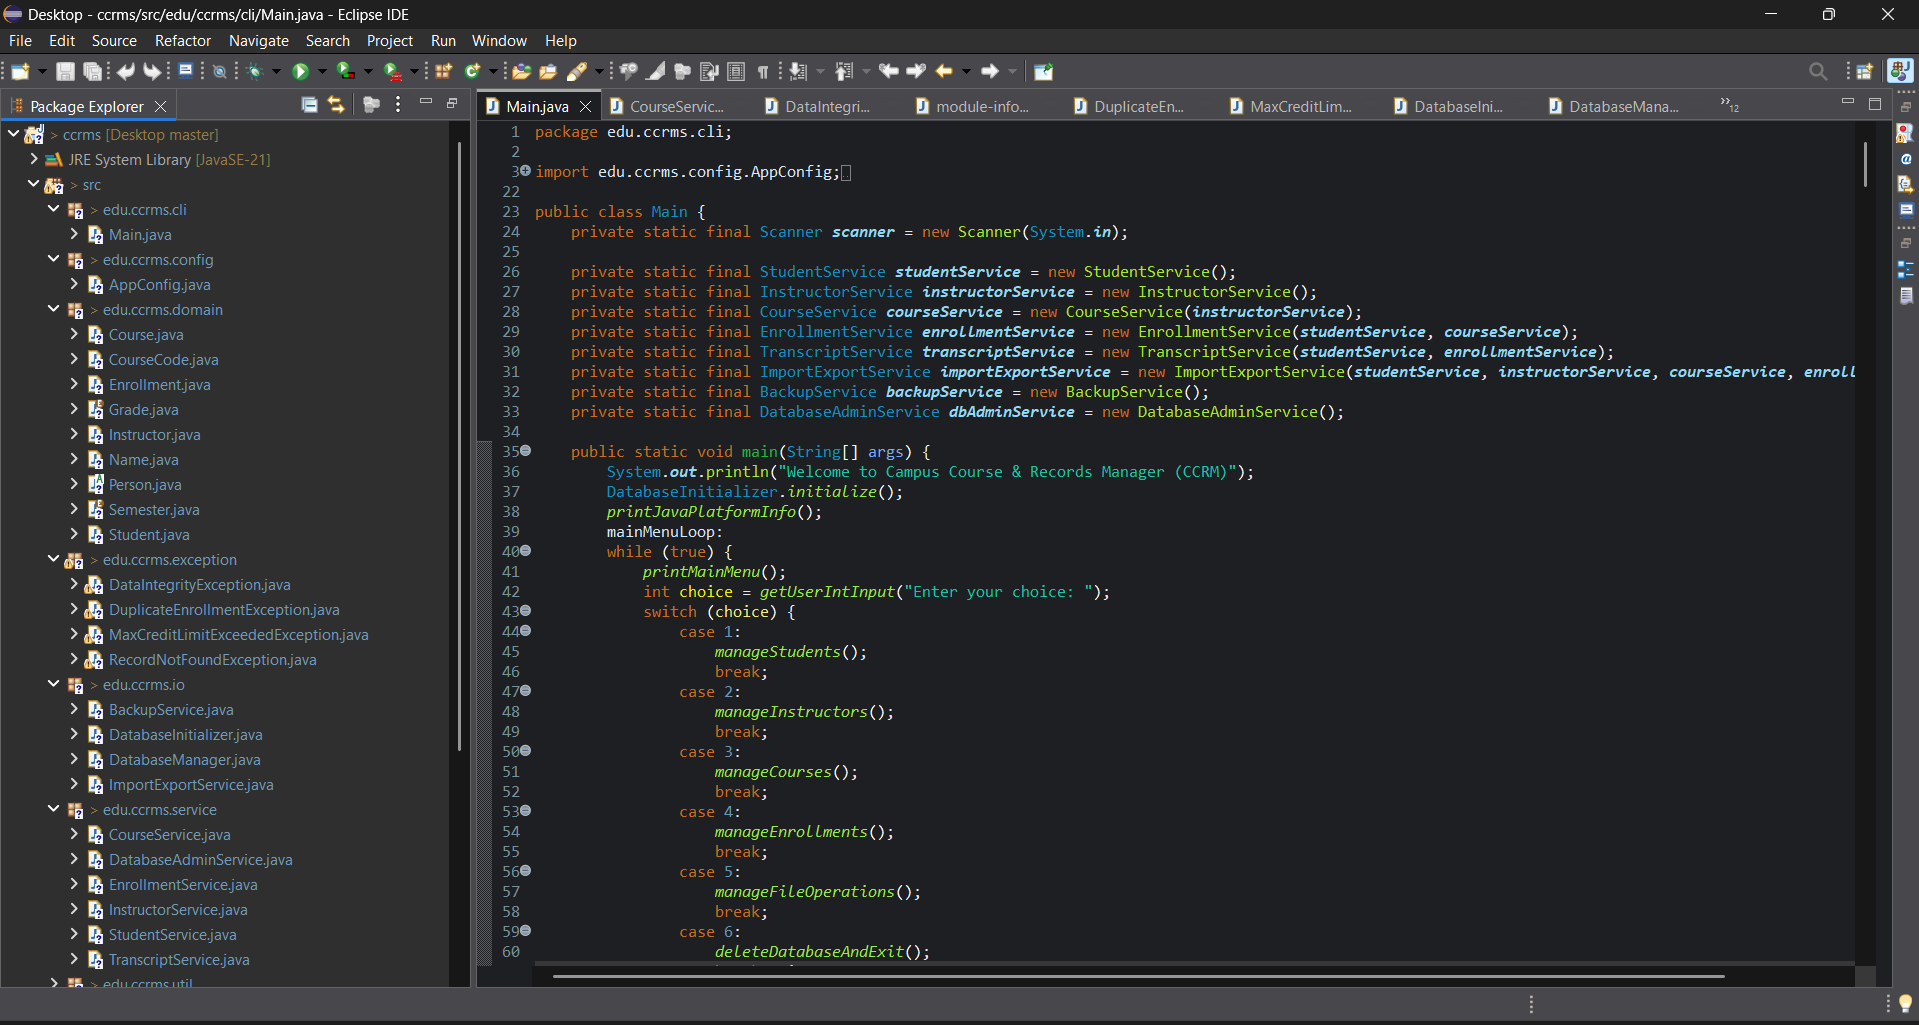 Desktop - ccrms/src/edu/ccrms/cli/Main.java - Eclipse IDE
File Edit Source Refactor Navigate Search Project Run Window Help
Package Explorer
Main.java CourseServic... DataIntegri... module-info... DuplicateEn... MaxCreditLim... DatabaseIni... DatabaseMana... »12
> ccrms [Desktop master]
JRE System Library [JavaSE-21]
> src
> edu.ccrms.cli
Main.java
> edu.ccrms.config
AppConfig.java
> edu.ccrms.domain
Course.java
CourseCode.java
Enrollment.java
Grade.java
Instructor.java
Name.java
Person.java
Semester.java
Student.java
> edu.ccrms.exception
DataIntegrityException.java
DuplicateEnrollmentException.java
MaxCreditLimitExceededException.java
RecordNotFoundException.java
> edu.ccrms.io
BackupService.java
DatabaseInitializer.java
DatabaseManager.java
ImportExportService.java
> edu.ccrms.service
CourseService.java
DatabaseAdminService.java
EnrollmentService.java
InstructorService.java
StudentService.java
TranscriptService.java
> edu.ccrms.util
1 package edu.ccrms.cli;
2
3 import edu.ccrms.config.AppConfig;
22
23 public class Main {
24 private static final Scanner scanner = new Scanner(System.in);
25
26 private static final StudentService studentService = new StudentService();
27 private static final InstructorService instructorService = new InstructorService();
28 private static final CourseService courseService = new CourseService(instructorService);
29 private static final EnrollmentService enrollmentService = new EnrollmentService(studentService, courseService);
30 private static final TranscriptService transcriptService = new TranscriptService(studentService, enrollmentService);
31 private static final ImportExportService importExportService = new ImportExportService(studentService, instructorService, courseService, enroll
32 private static final BackupService backupService = new BackupService();
33 private static final DatabaseAdminService dbAdminService = new DatabaseAdminService();
34
35 public static void main(String[] args) {
36 System.out.println("Welcome to Campus Course & Records Manager (CCRM)");
37 DatabaseInitializer.initialize();
38 printJavaPlatformInfo();
39 mainMenuLoop:
40 while (true) {
41 printMainMenu();
42 int choice = getUserIntInput("Enter your choice: ");
43 switch (choice) {
44 case 1:
45 manageStudents();
46 break;
47 case 2:
48 manageInstructors();
49 break;
50 case 3:
51 manageCourses();
52 break;
53 case 4:
54 manageEnrollments();
55 break;
56 case 5:
57 manageFileOperations();
58 break;
59 case 6:
60 deleteDatabaseAndExit();